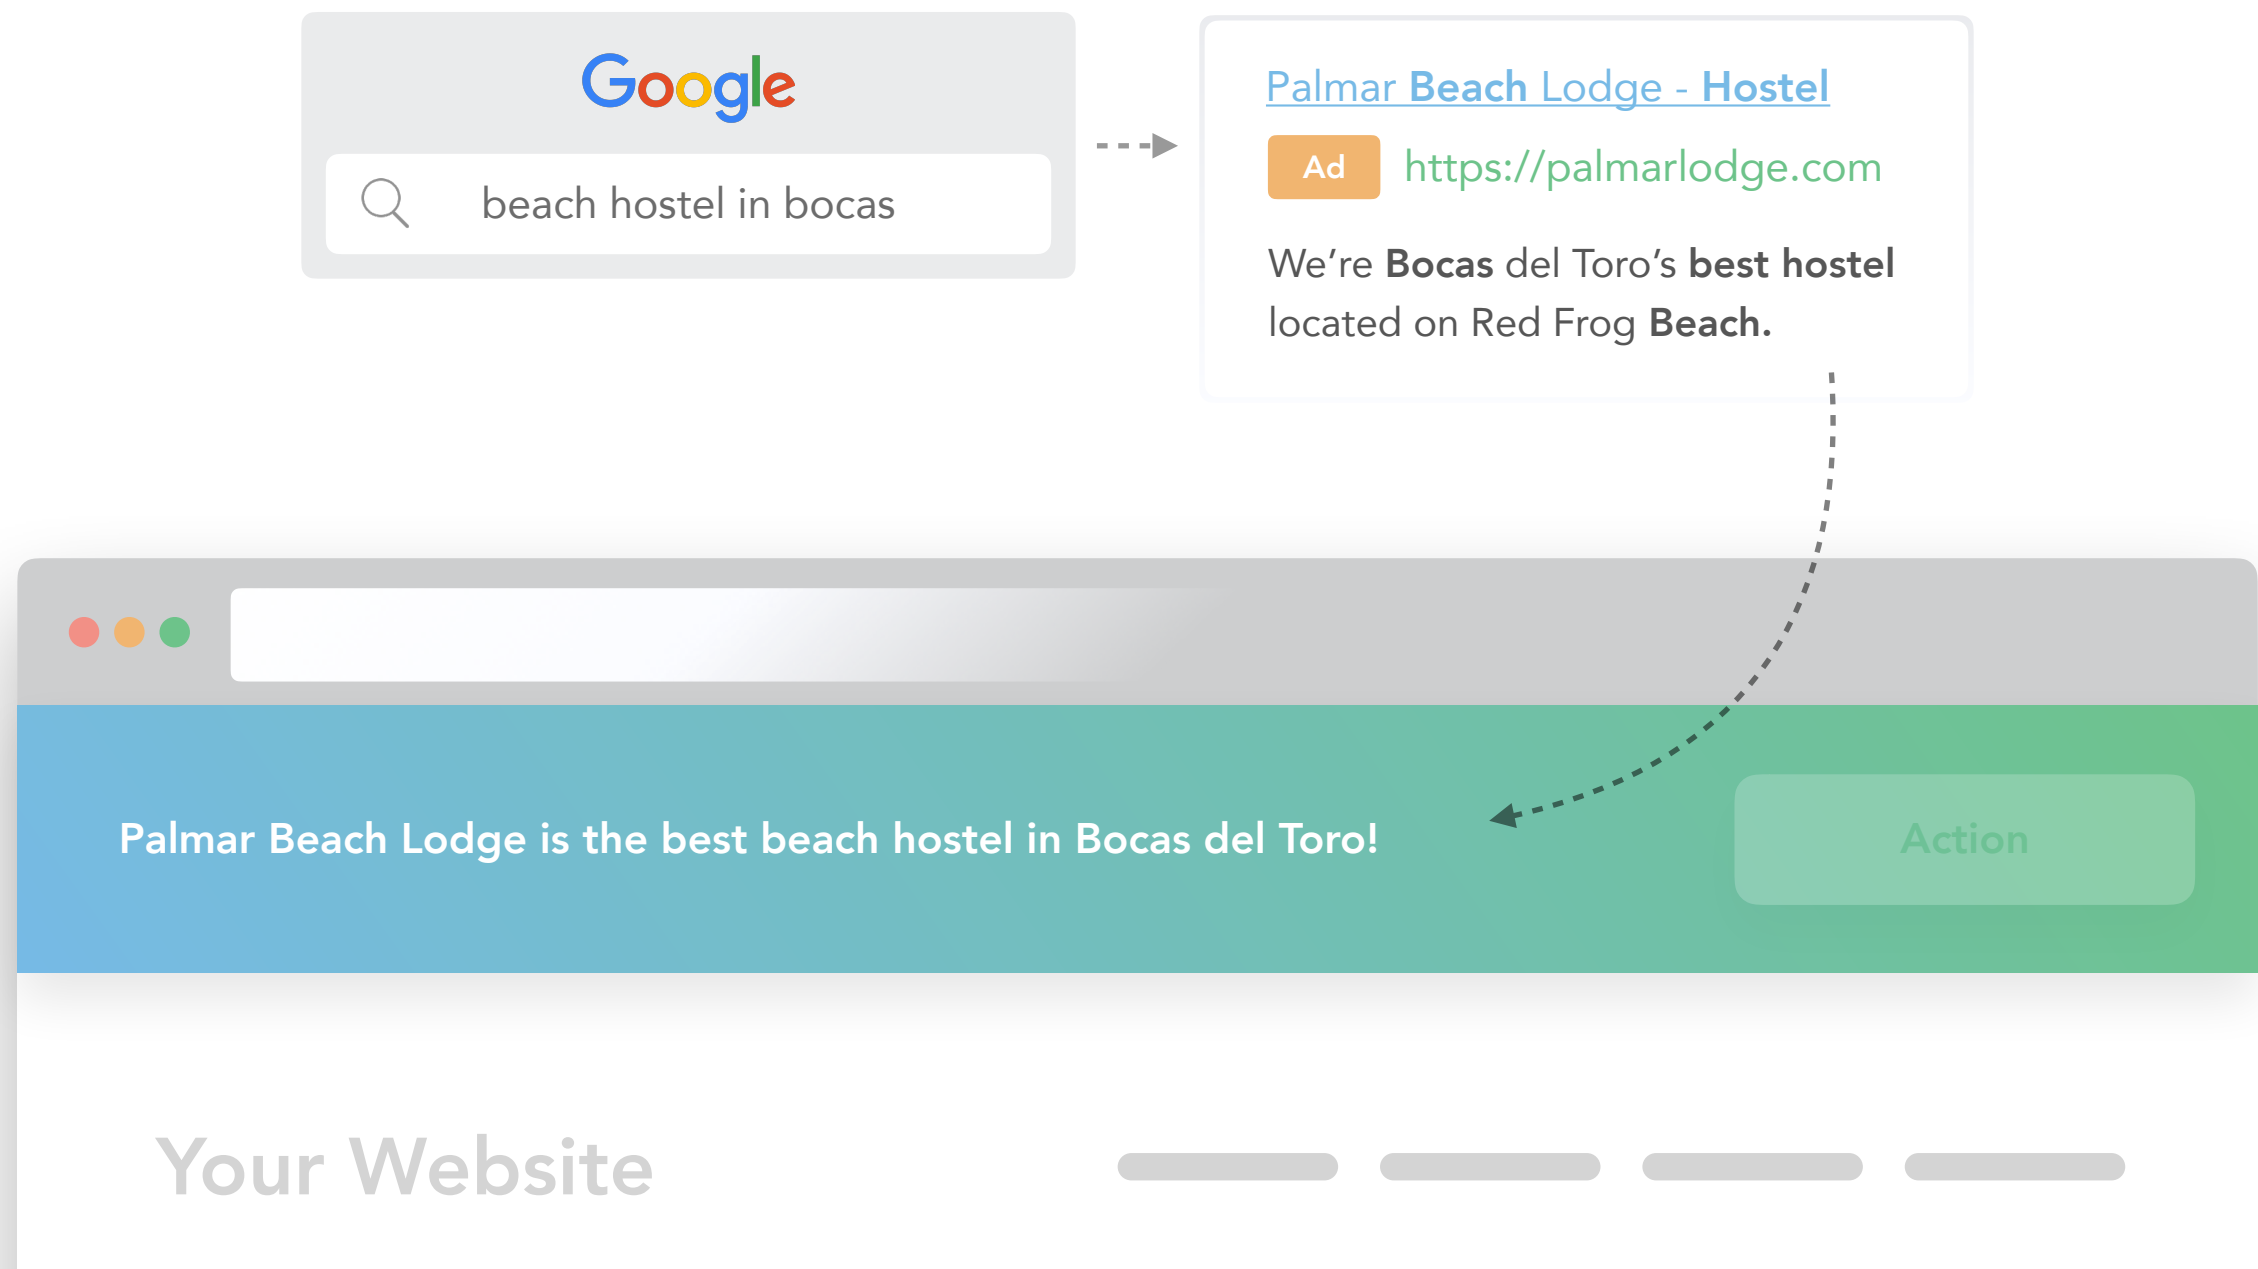 Google
beach hostel in bocas
Palmar Beach Lodge - Hostel
Ad https://palmarlodge.com
We’re Bocas del Toro’s best hostel
located on Red Frog Beach.
Palmar Beach Lodge is the best beach hostel in Bocas del Toro!
Action
Your Website